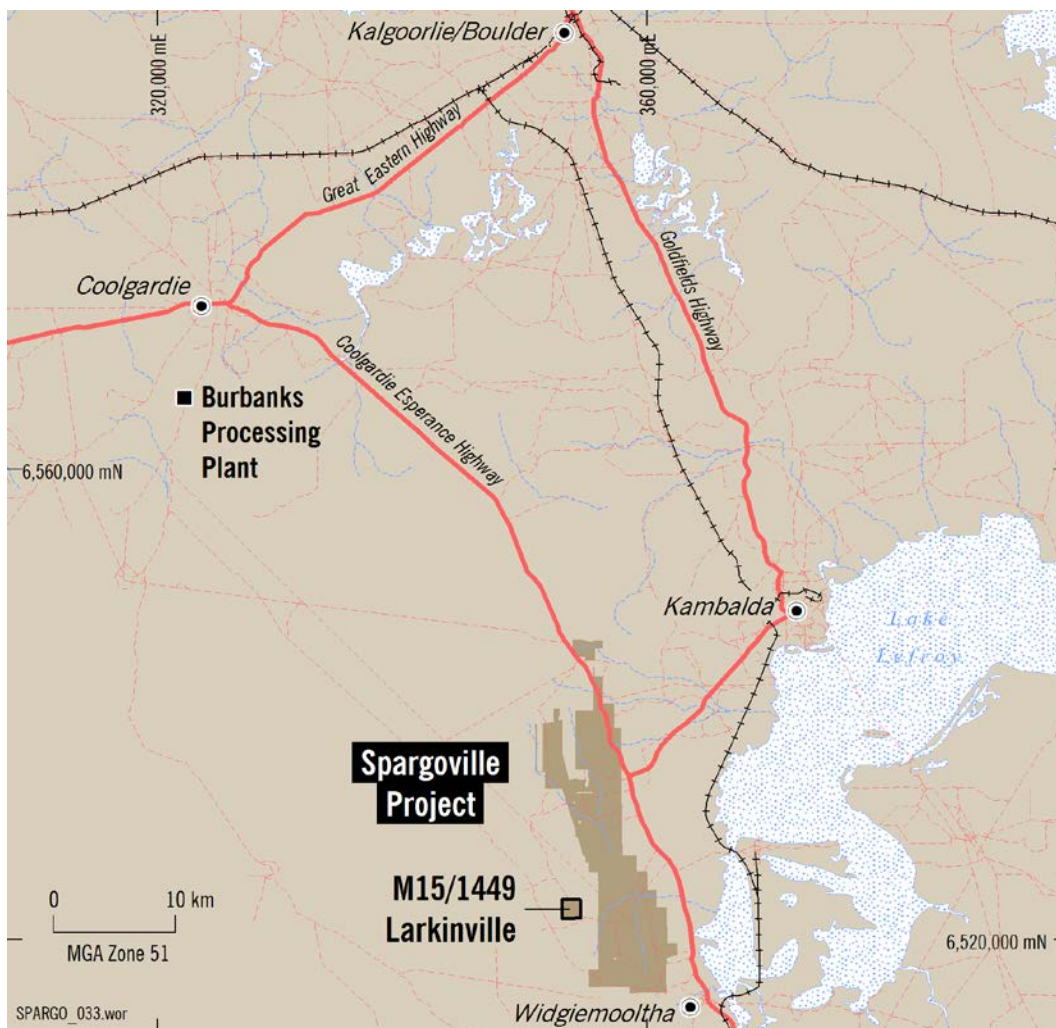 Kalgoorlie/Boulder
320,000 mE
360,000 mE
Great Eastern Highway
Goldfields Highway
Coolgardie
Coolgardie Esperance Highway
Burbanks
Processing
Plant
6,560,000 mN
Kambalda
Lake
Lefroy
Spargoville
Project
M15/1449
Larkinville
0 10 km
MGA Zone 51
6,520,000 mN
Widgiemooltha
SPARGO_033.wor